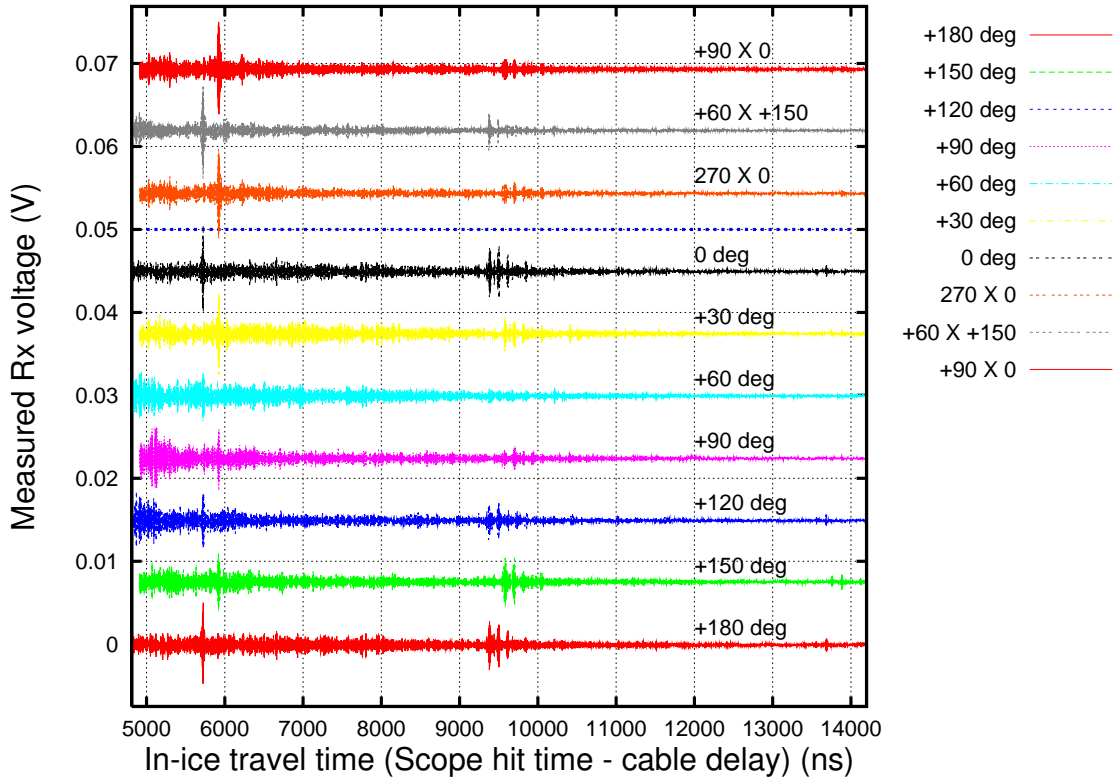 Measured Rx voltage (V)
0.07
0.06
0.05
0.04
0.03
0.02
0.01
0
+90 X 0
+60 X +150
270 X 0
0 deg
+30 deg
+60 deg
+90 deg
+120 deg
+150 deg
+180 deg
5000 6000 7000 8000 9000 10000 11000 12000 13000 14000
In-ice travel time (Scope hit time - cable delay) (ns)
+180 deg
+150 deg
+120 deg
+90 deg
+60 deg
+30 deg
0 deg
270 X 0
+60 X +150
+90 X 0